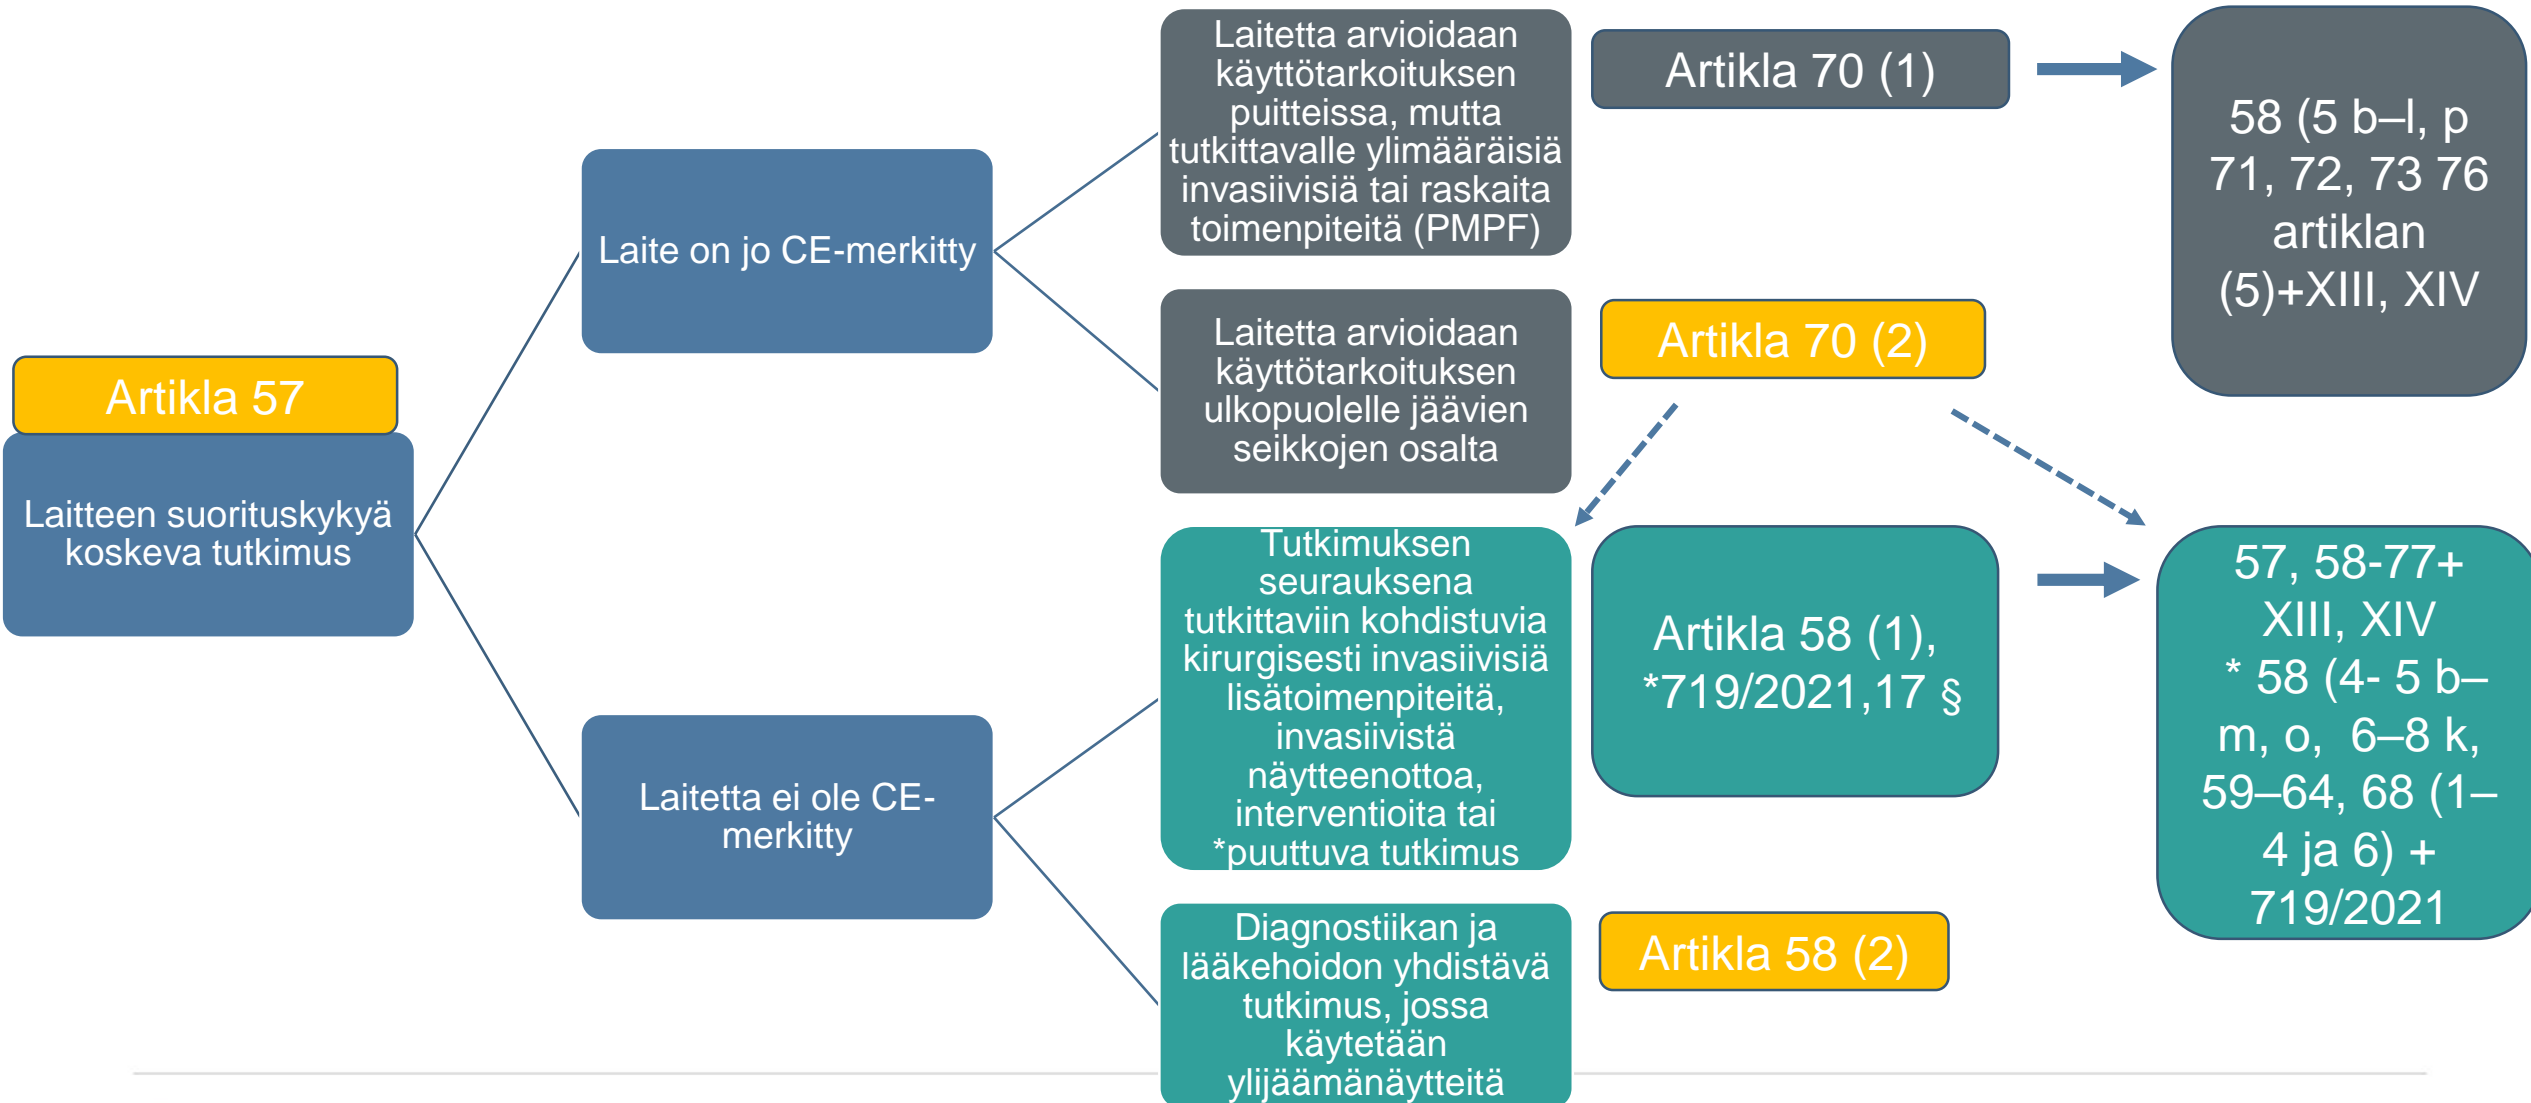 Artikla 57
Laitteen suorituskykyä
koskeva tutkimus
Laite on jo CE-merkitty
Laitetta ei ole CE-
merkitty
Laitetta arvioidaan
käyttötarkoituksen
puitteissa, mutta
tutkittavalle ylimääräisiä
invasiivisiä tai raskaita
toimenpiteitä (PMPF)
Artikla 70 (1)
58 (5 b–l, p
71, 72, 73 76
artiklan
(5)+XIII, XIV
Laitetta arvioidaan
käyttötarkoituksen
ulkopuolelle jäävien
seikkojen osalta
Artikla 70 (2)
Tutkimuksen
seurauksena
tutkittaviin kohdistuvia
kirurgisesti invasiivisiä
lisätoimenpiteitä,
invasiivistä
näytteenottoa,
interventioita tai
*puuttuva tutkimus
Artikla 58 (1),
*719/2021,17 §
57, 58-77+
XIII, XIV
* 58 (4- 5 b–
m, o, 6–8 k,
59–64, 68 (1–
4 ja 6) +
719/2021
Diagnostiikan ja
lääkehoidon yhdistävä
tutkimus, jossa
käytetään
ylijäämänäytteitä
Artikla 58 (2)